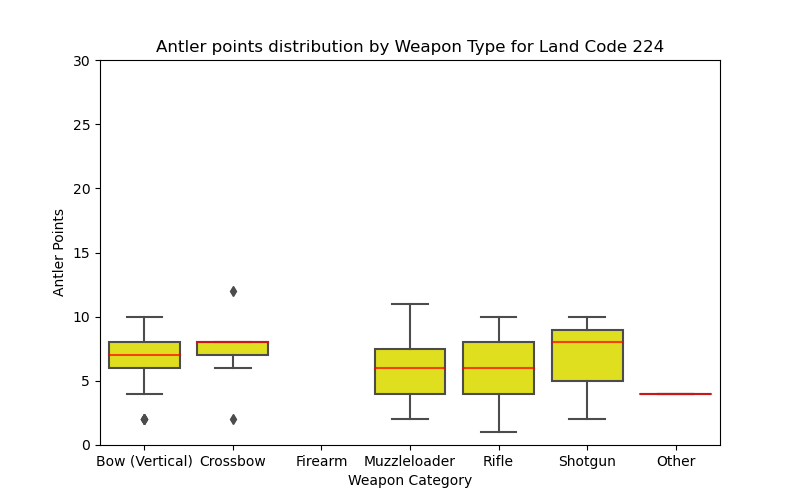 Antler points distribution by Weapon Type for Land Code 224
30
25
20
15
10
5
0
Antler Points
Bow (Vertical) Crossbow Firearm Muzzleloader Rifle Shotgun Other
Weapon Category